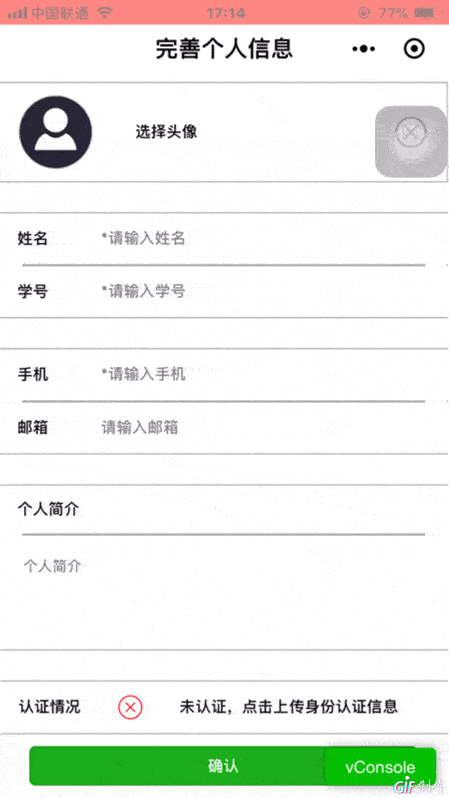 中国联通 17:14 77%
完善个人信息
选择头像
姓名 *请输入姓名
学号 *请输入学号
手机 *请输入手机
邮箱 请输入邮箱
个人简介
个人简介
认证情况 未认证，点击上传身份认证信息
确认 vConsole
GIF制作